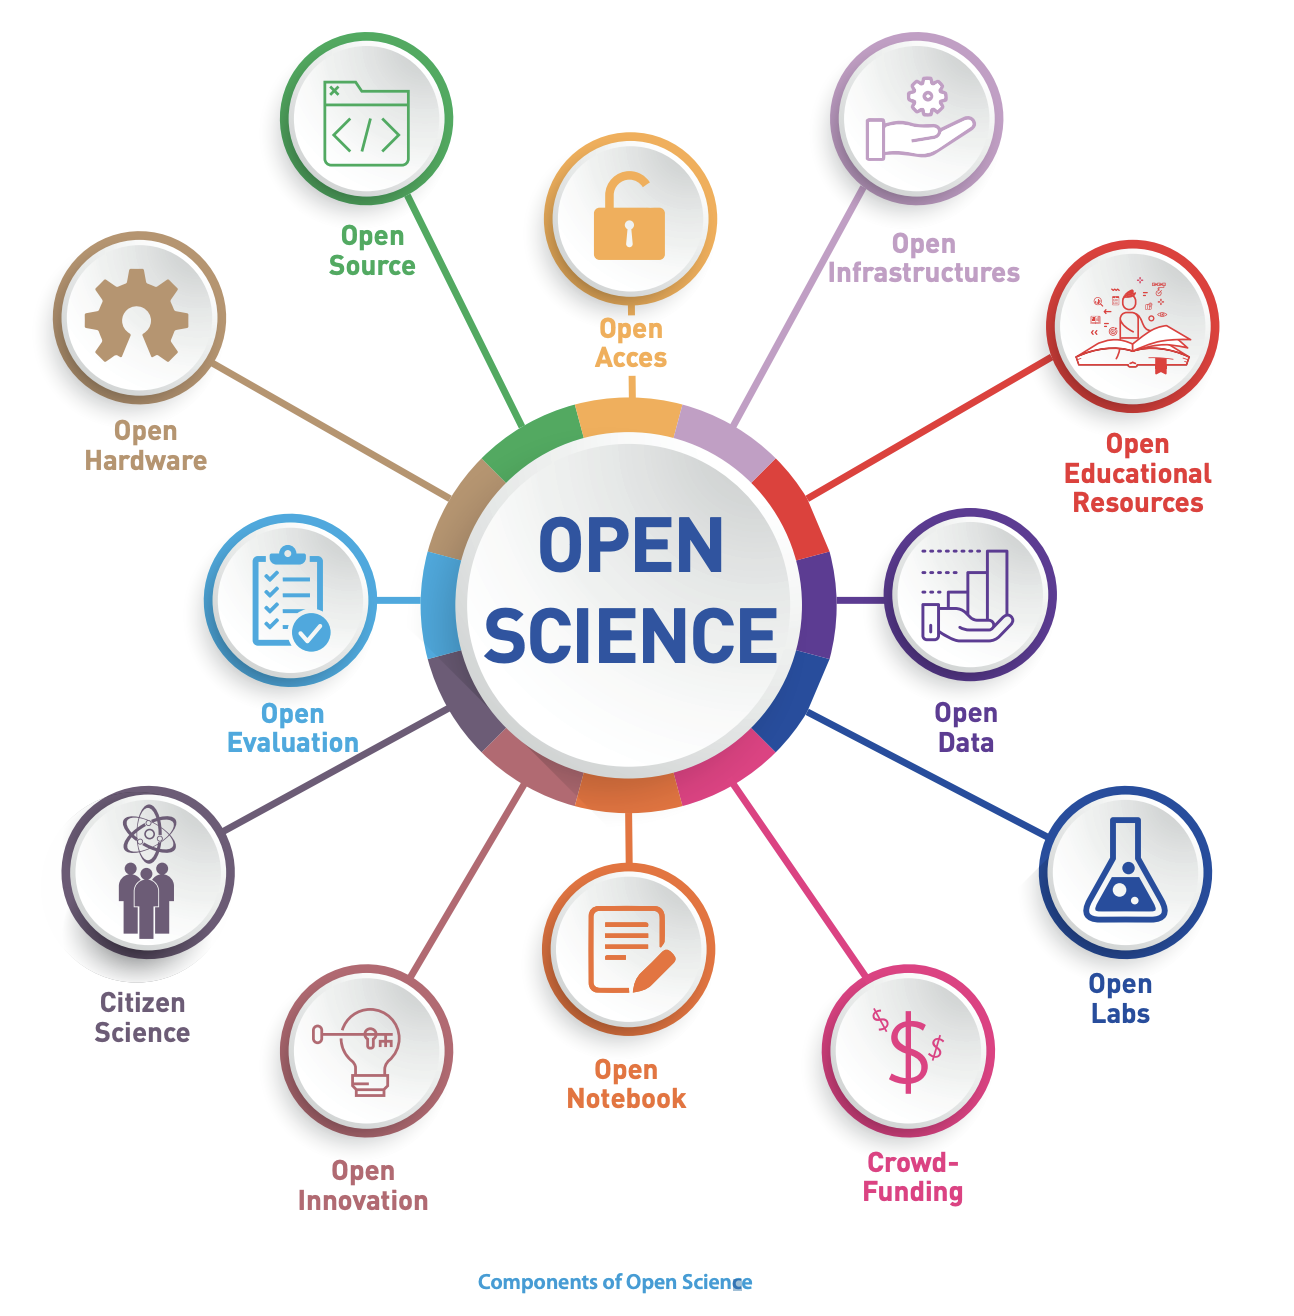 Open
Source
Open
Acces
Open
Infrastructures
Open
Hardware
Open
Educational
Resources
OPEN
SCIENCE
Open
Evaluation
Open
Data
Citizen
Science
Open
Labs
Open
Innovation
Open
Notebook
Crowd-
Funding
Components of Open Science